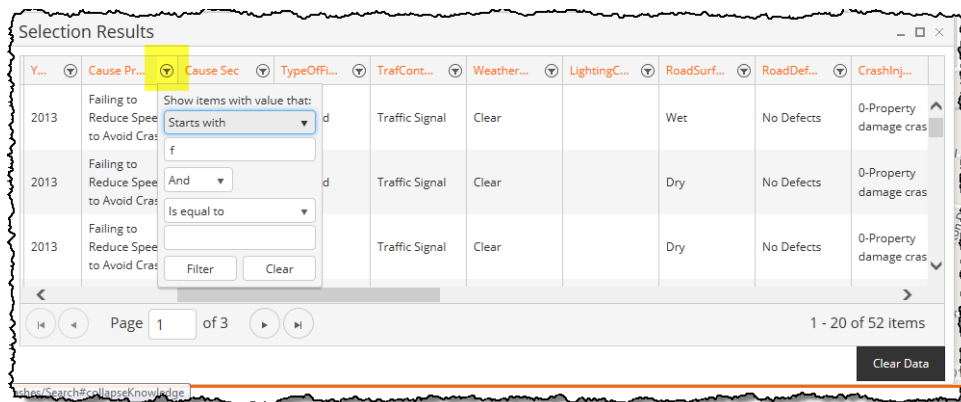 Selection Results
Y... Cause Pr... Cause Sec TypeOfFi... TrafCont... Weather... LightingC... RoadSurf... RoadDef... CrashInj...
Show items with value that:
Starts with
f
And
Is equal to
Filter Clear
2013 Failing to Reduce Spee to Avoid Cras d Traffic Signal Clear Wet No Defects 0-Property damage cras
2013 Failing to Reduce Spee to Avoid Cras d Traffic Signal Clear Dry No Defects 0-Property damage cras
2013 Failing to Reduce Spee to Avoid Cras Traffic Signal Clear Dry No Defects 0-Property damage cras
Page 1 of 3
1 - 20 of 52 items
Clear Data
ashes/Search#collapseKnowledge